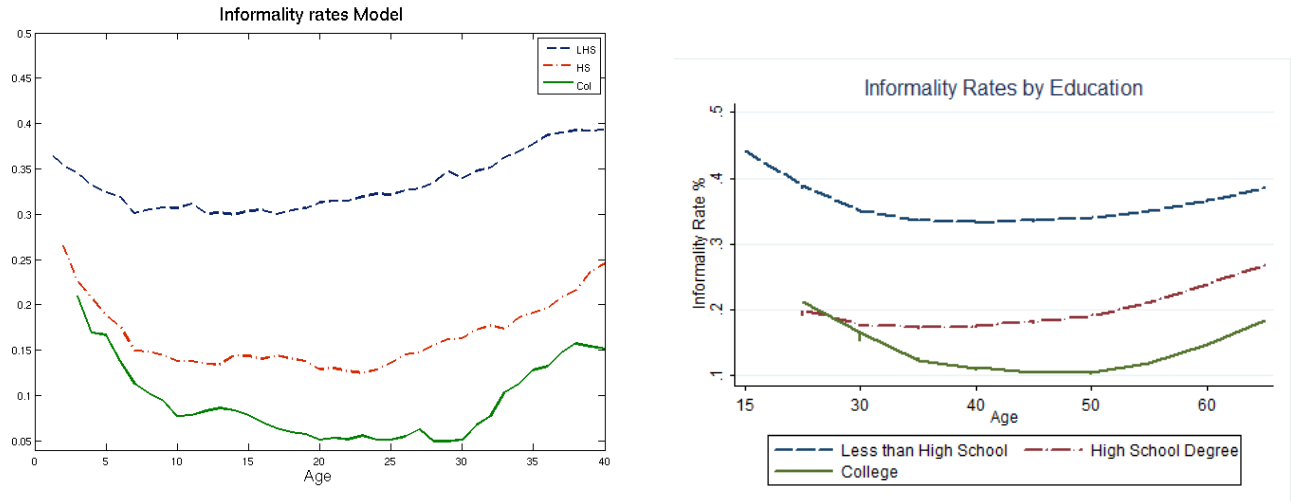 Informality rates Model
0.5
0.45
0.4
0.35
0.3
0.25
0.2
0.15
0.1
0.05
0 5 10 15 20 25 30 35 40
Age
LHS
HS
Col
Informality Rates by Education
Informality Rate %
.5
.4
.3
.2
.1
15 30 40 50 60
Age
Less than High School High School Degree
College